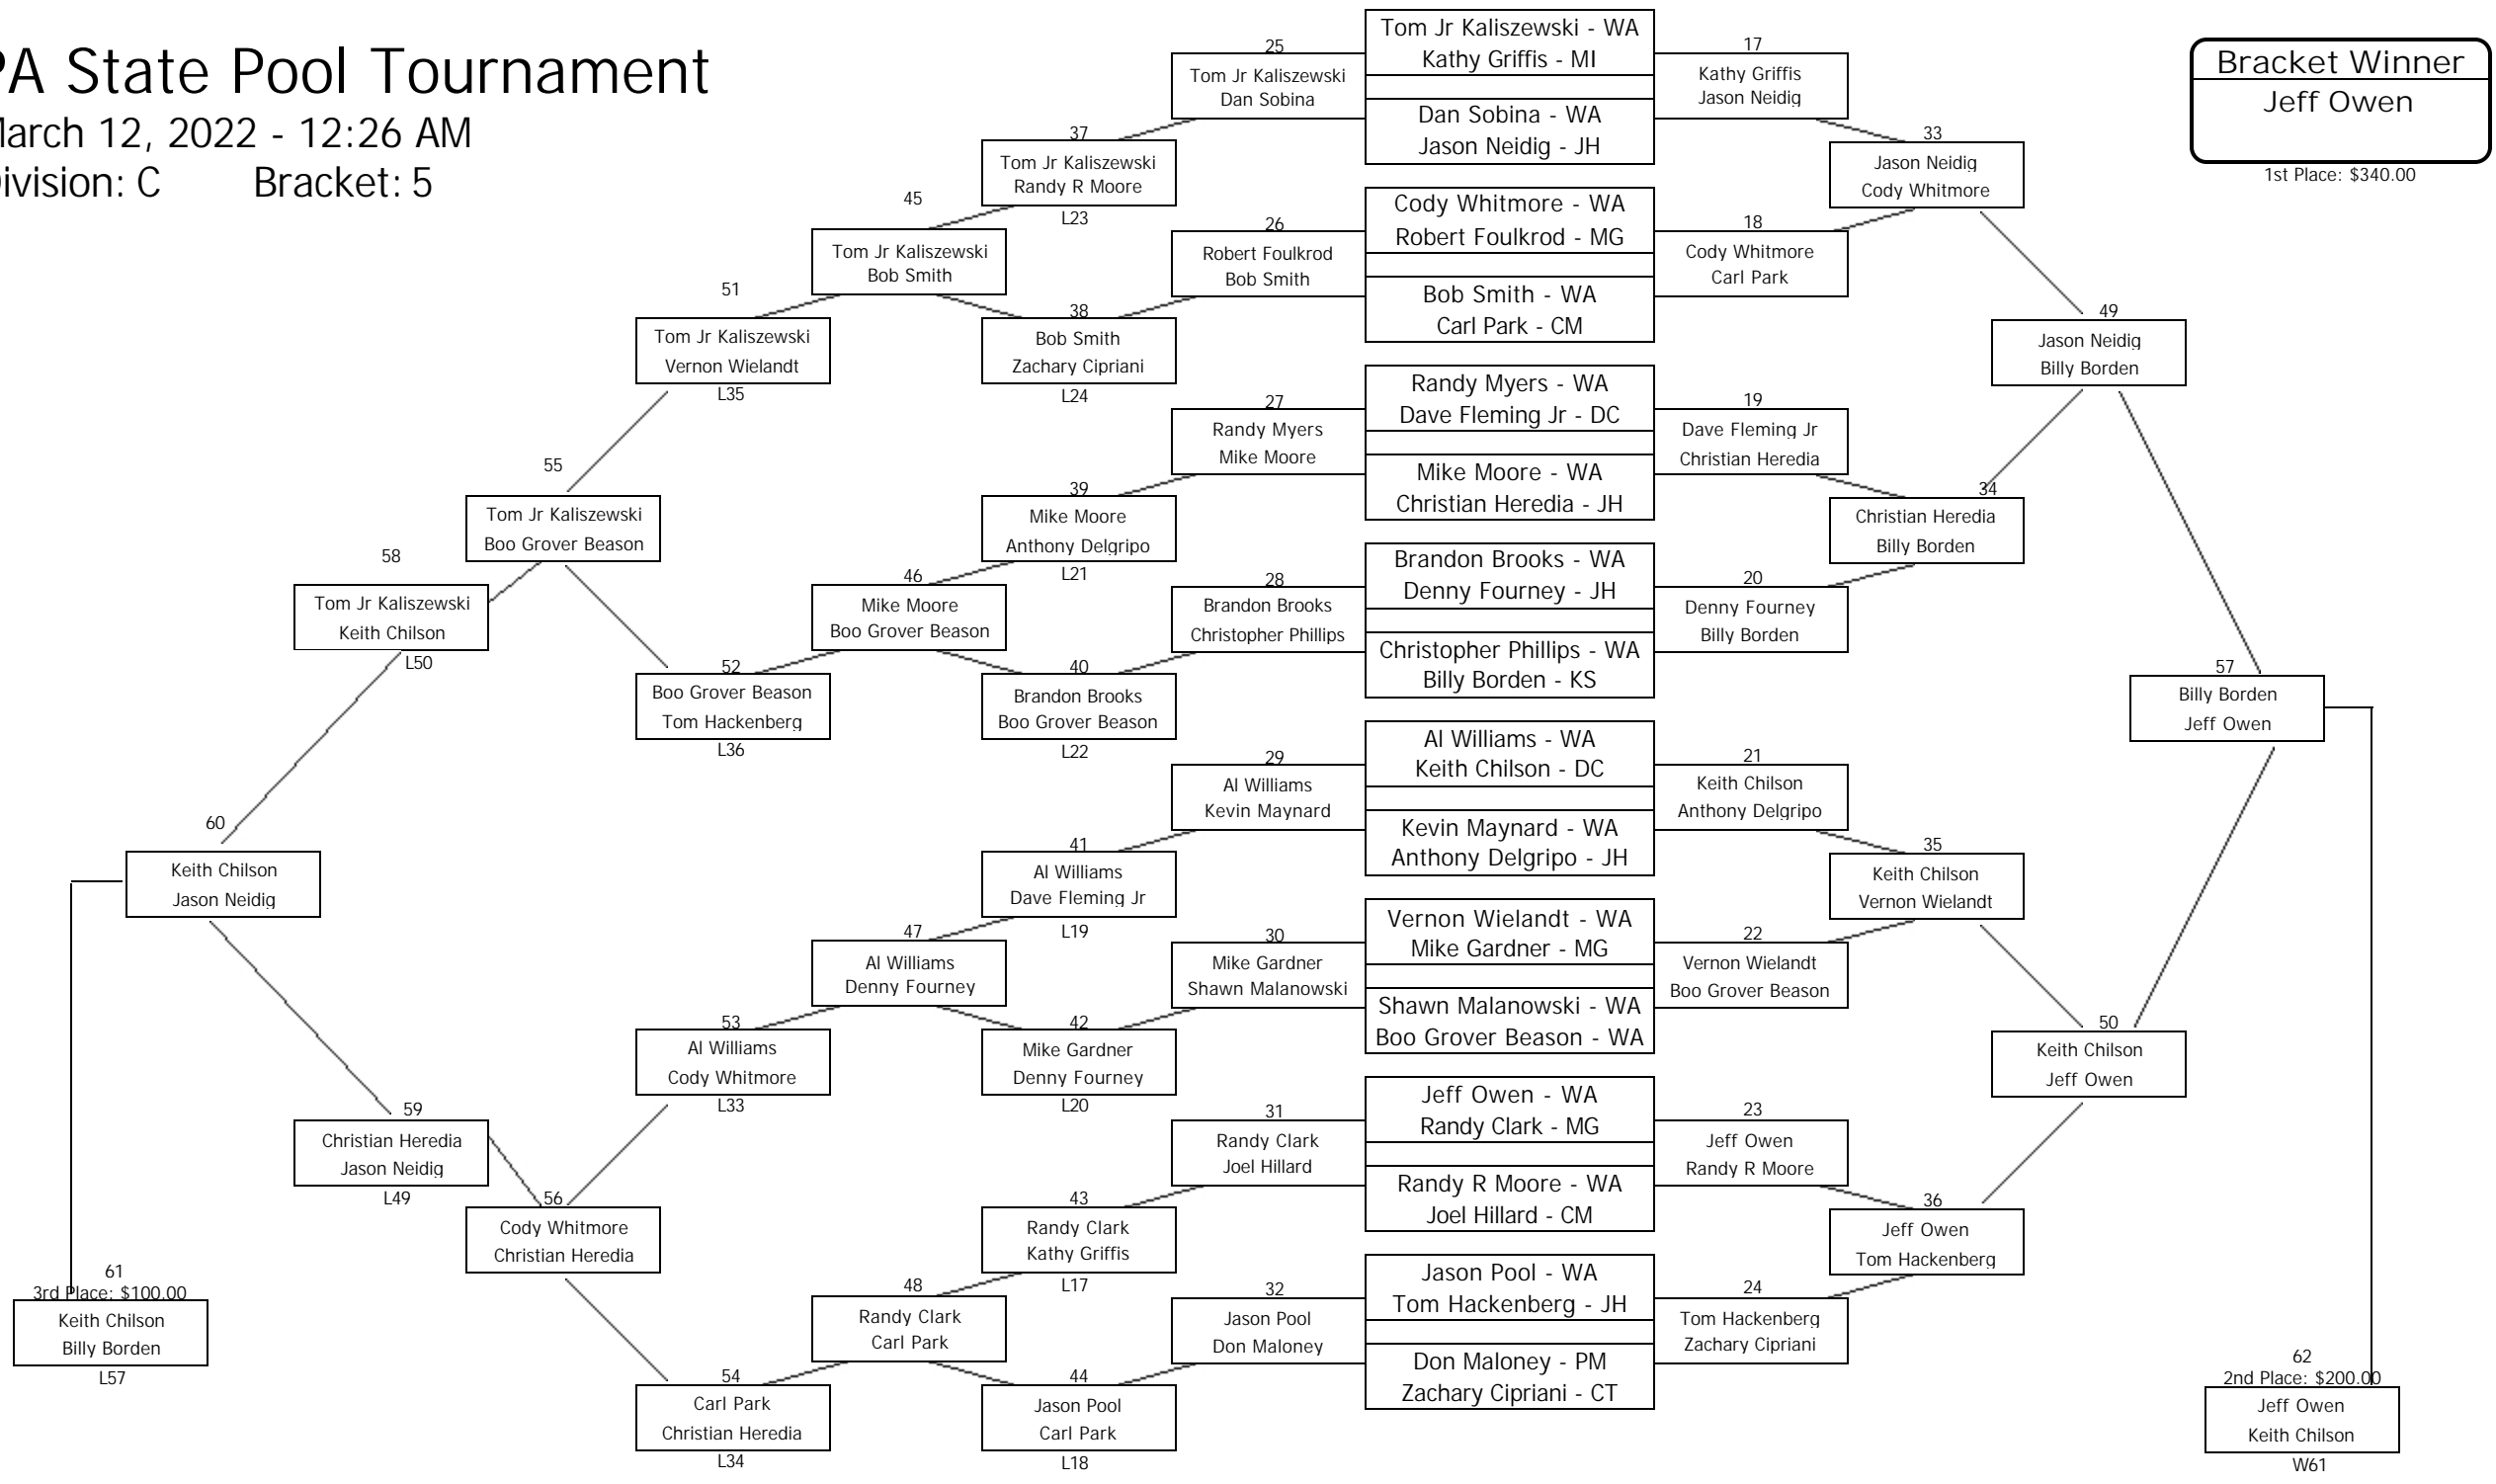 PA State Pool Tournament
March 12, 2022 - 12:26 AM
Division: C Bracket: 5
Bracket Winner
Jeff Owen
1st Place: $340.00
Tom Jr Kaliszewski - WA
Kathy Griffis - MI
Dan Sobina - WA
Jason Neidig - JH
Cody Whitmore - WA
Robert Foulkrod - MG
Bob Smith - WA
Carl Park - CM
Randy Myers - WA
Dave Fleming Jr - DC
Mike Moore - WA
Christian Heredia - JH
Brandon Brooks - WA
Denny Fourney - JH
Christopher Phillips - WA
Billy Borden - KS
Al Williams - WA
Keith Chilson - DC
Kevin Maynard - WA
Anthony Delgripo - JH
Vernon Wielandt - WA
Mike Gardner - MG
Shawn Malanowski - WA
Boo Grover Beason - WA
Jeff Owen - WA
Randy Clark - MG
Randy R Moore - WA
Joel Hillard - CM
Jason Pool - WA
Tom Hackenberg - JH
Don Maloney - PM
Zachary Cipriani - CT
17
Kathy Griffis
Jason Neidig
18
Cody Whitmore
Carl Park
19
Dave Fleming Jr
Christian Heredia
20
Denny Fourney
Billy Borden
21
Keith Chilson
Anthony Delgripo
22
Vernon Wielandt
Boo Grover Beason
23
Jeff Owen
Randy R Moore
24
Tom Hackenberg
Zachary Cipriani
25
Tom Jr Kaliszewski
Dan Sobina
26
Robert Foulkrod
Bob Smith
27
Randy Myers
Mike Moore
28
Brandon Brooks
Christopher Phillips
29
Al Williams
Kevin Maynard
30
Mike Gardner
Shawn Malanowski
31
Randy Clark
Joel Hillard
32
Jason Pool
Don Maloney
33
Jason Neidig
Cody Whitmore
34
Christian Heredia
Billy Borden
35
Keith Chilson
Vernon Wielandt
36
Jeff Owen
Tom Hackenberg
37
Tom Jr Kaliszewski
Randy R Moore
L23
38
Bob Smith
Zachary Cipriani
L24
39
Mike Moore
Anthony Delgripo
L21
40
Brandon Brooks
Boo Grover Beason
L22
41
Al Williams
Dave Fleming Jr
L19
42
Mike Gardner
Denny Fourney
L20
43
Randy Clark
Kathy Griffis
L17
44
Jason Pool
Carl Park
L18
45
Tom Jr Kaliszewski
Bob Smith
46
Mike Moore
Boo Grover Beason
47
Al Williams
Denny Fourney
48
Randy Clark
Carl Park
49
Jason Neidig
Billy Borden
50
Keith Chilson
Jeff Owen
51
Tom Jr Kaliszewski
Vernon Wielandt
L35
52
Boo Grover Beason
Tom Hackenberg
L36
53
Al Williams
Cody Whitmore
L33
54
Carl Park
Christian Heredia
L34
55
Tom Jr Kaliszewski
Boo Grover Beason
56
Cody Whitmore
Christian Heredia
57
Billy Borden
Jeff Owen
58
Tom Jr Kaliszewski
Keith Chilson
L50
59
Christian Heredia
Jason Neidig
L49
60
Keith Chilson
Jason Neidig
61
3rd Place: $100.00
Keith Chilson
Billy Borden
L57
62
2nd Place: $200.00
Jeff Owen
Keith Chilson
W61